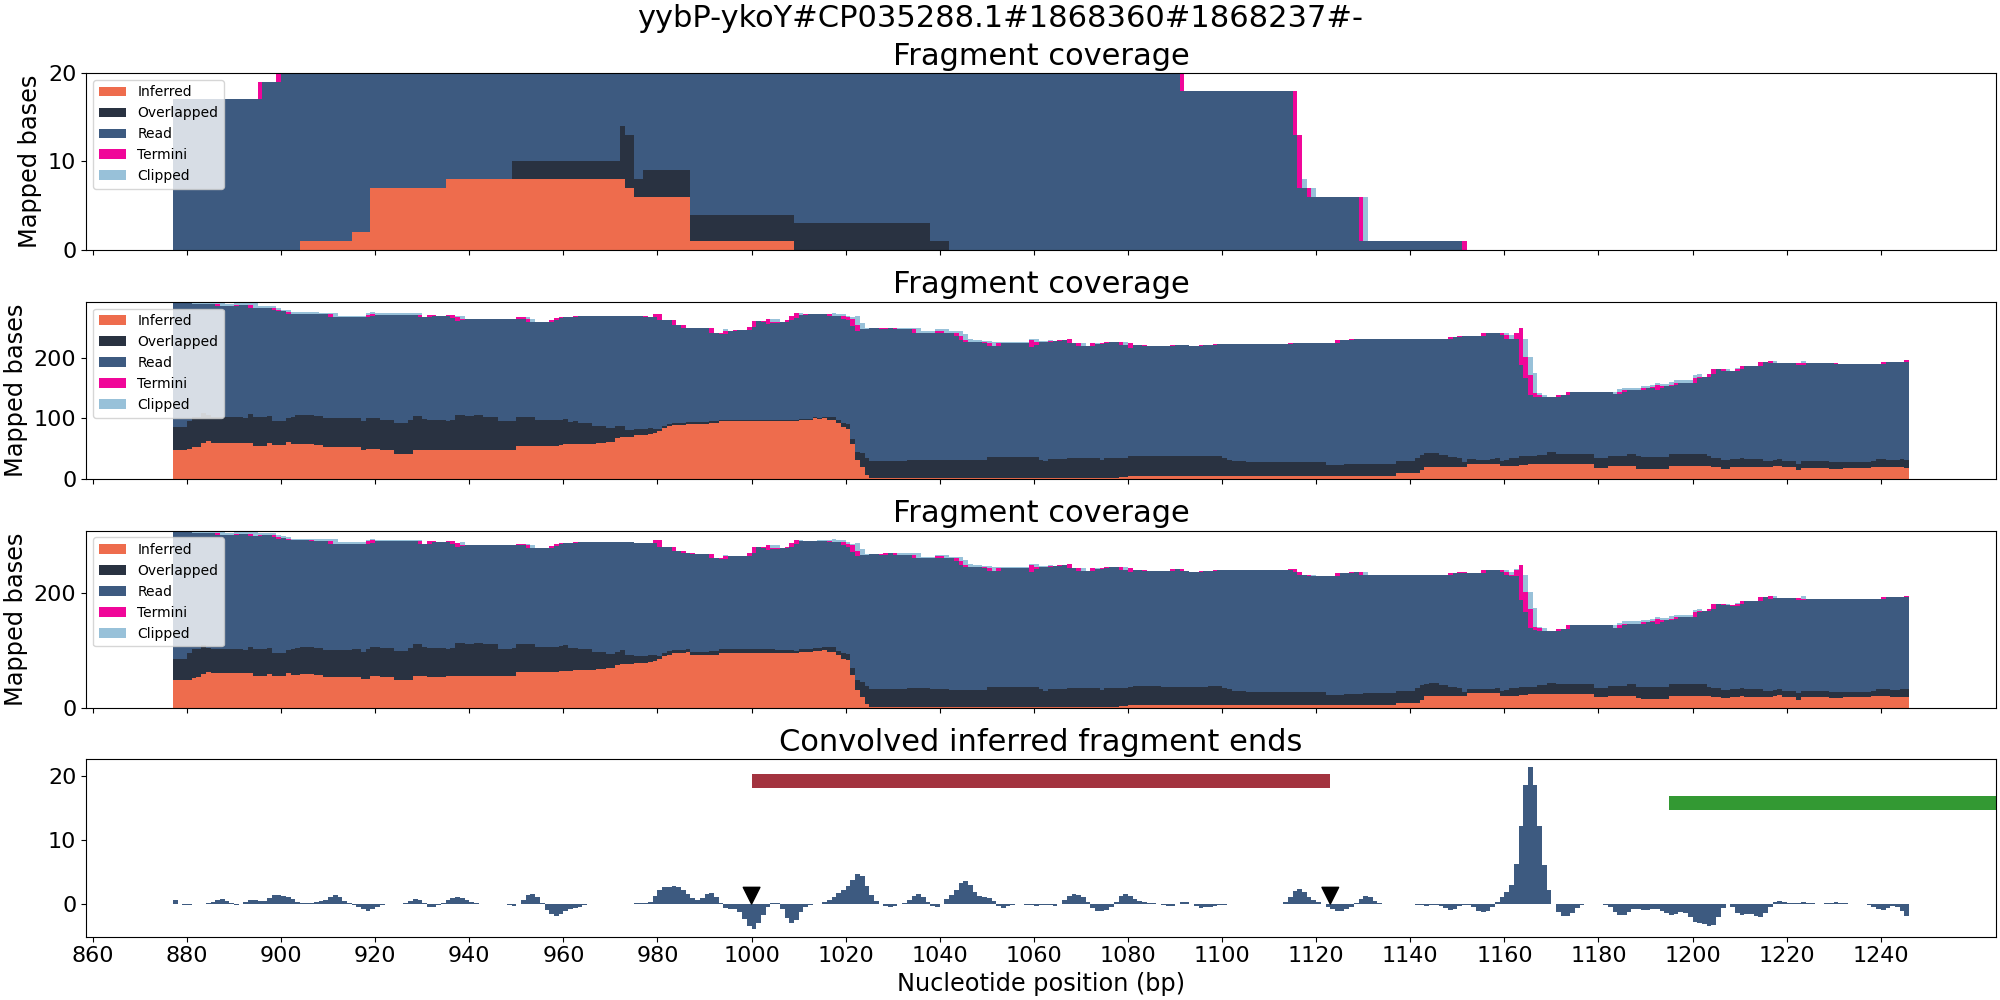 yybP-ykoY#CP035288.1#1868360#1868237#-
Fragment coverage
Mapped bases
20
10
0
Inferred
Overlapped
Read
Termini
Clipped
Fragment coverage
Mapped bases
200
100
0
Inferred
Overlapped
Read
Termini
Clipped
Fragment coverage
Mapped bases
200
0
Inferred
Overlapped
Read
Termini
Clipped
Convolved inferred fragment ends
20
10
0
860 880 900 920 940 960 980 1000 1020 1040 1060 1080 1100 1120 1140 1160 1180 1200 1220 1240
Nucleotide position (bp)